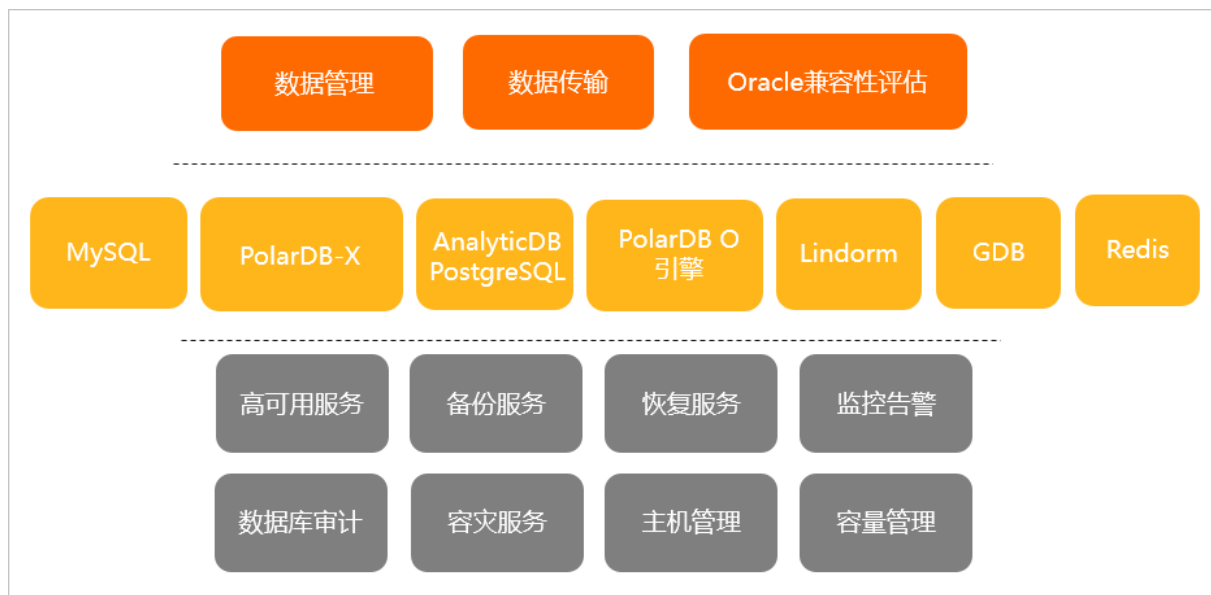 数据管理
数据传输
Oracle兼容性评估
MySQL
PolarDB-X
AnalyticDB
PostgreSQL
PolarDB O
引擎
Lindorm
GDB
Redis
高可用服务
备份服务
恢复服务
监控告警
数据库审计
容灾服务
主机管理
容量管理